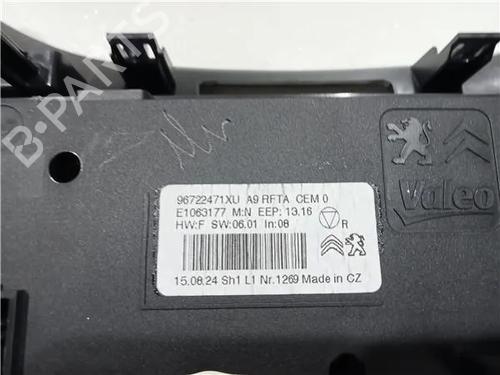 B-PARTS
96722471XU A9 RFTA CEM 0
E1063177 M:N EEP: 13.16
HW:F SW:06.01 In:08
R
15.08.24 Sh1 L1 Nr.1269 Made in CZ
Valeo